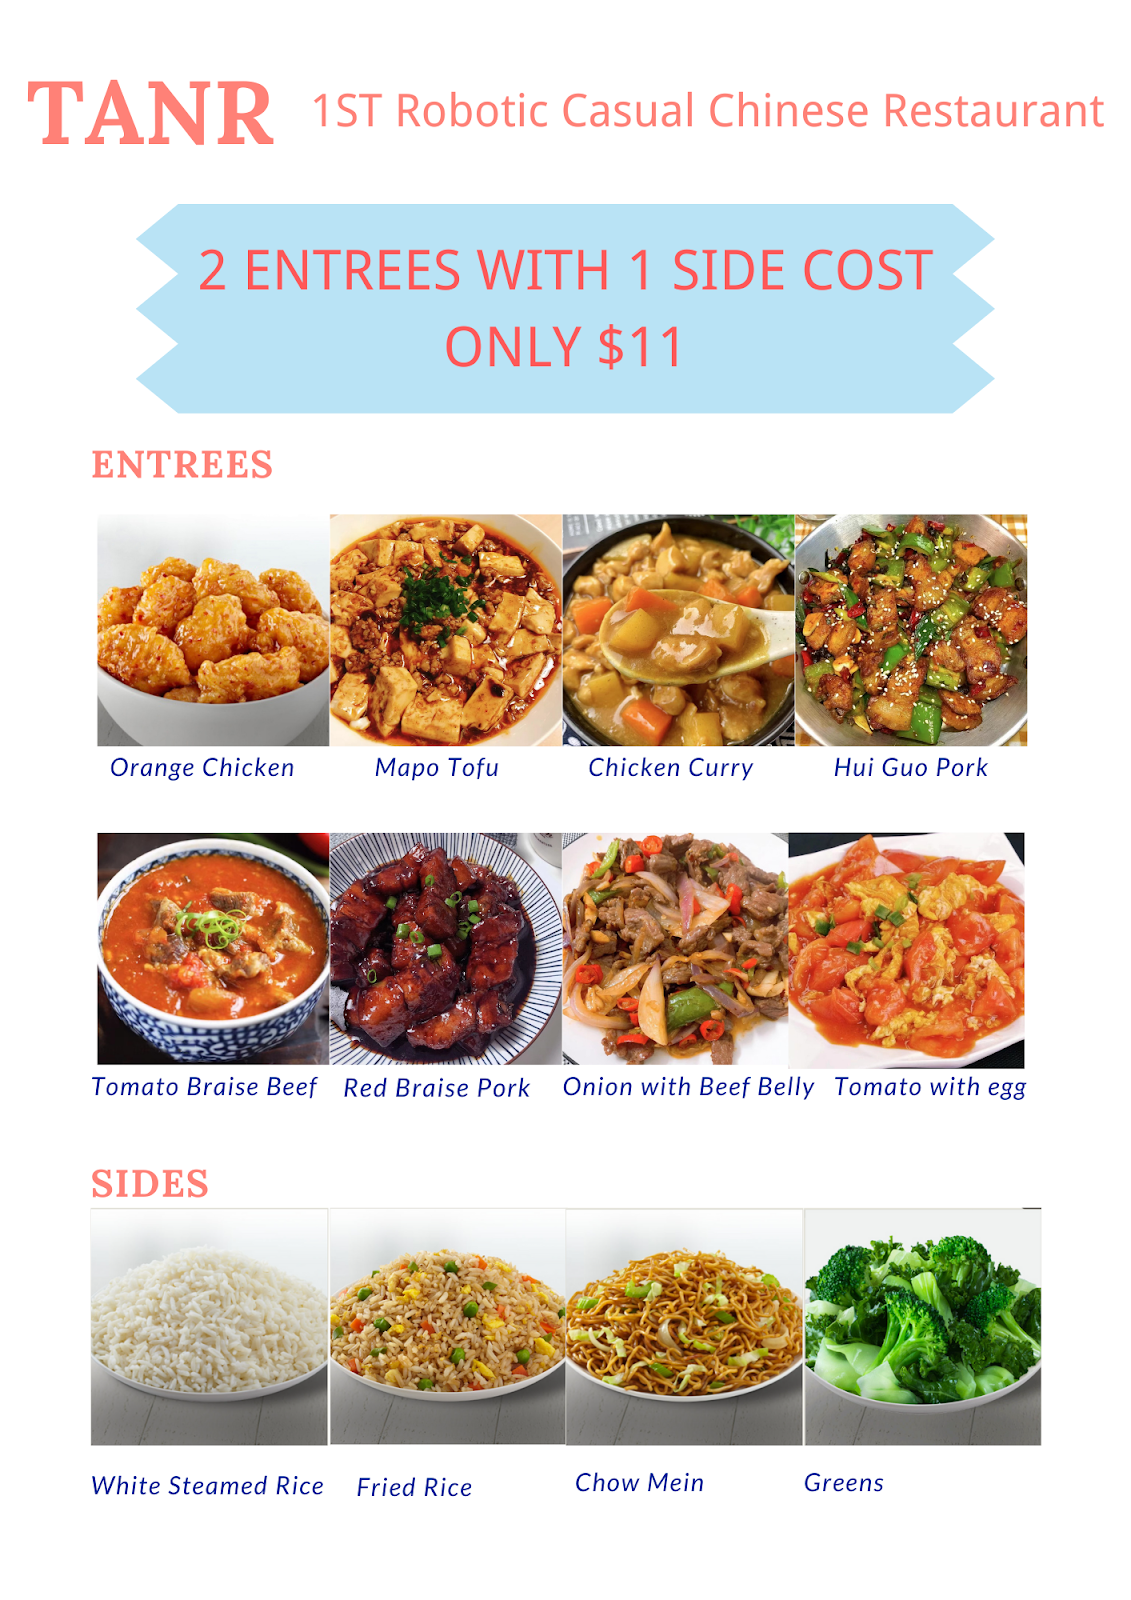 TANR 1ST Robotic Casual Chinese Restaurant
2 ENTREES WITH 1 SIDE COST
ONLY $11
ENTREES
Orange Chicken Mapo Tofu Chicken Curry Hui Guo Pork
Tomato Braise Beef Red Braise Pork Onion with Beef Belly Tomato with egg
SIDES
White Steamed Rice Fried Rice Chow Mein Greens